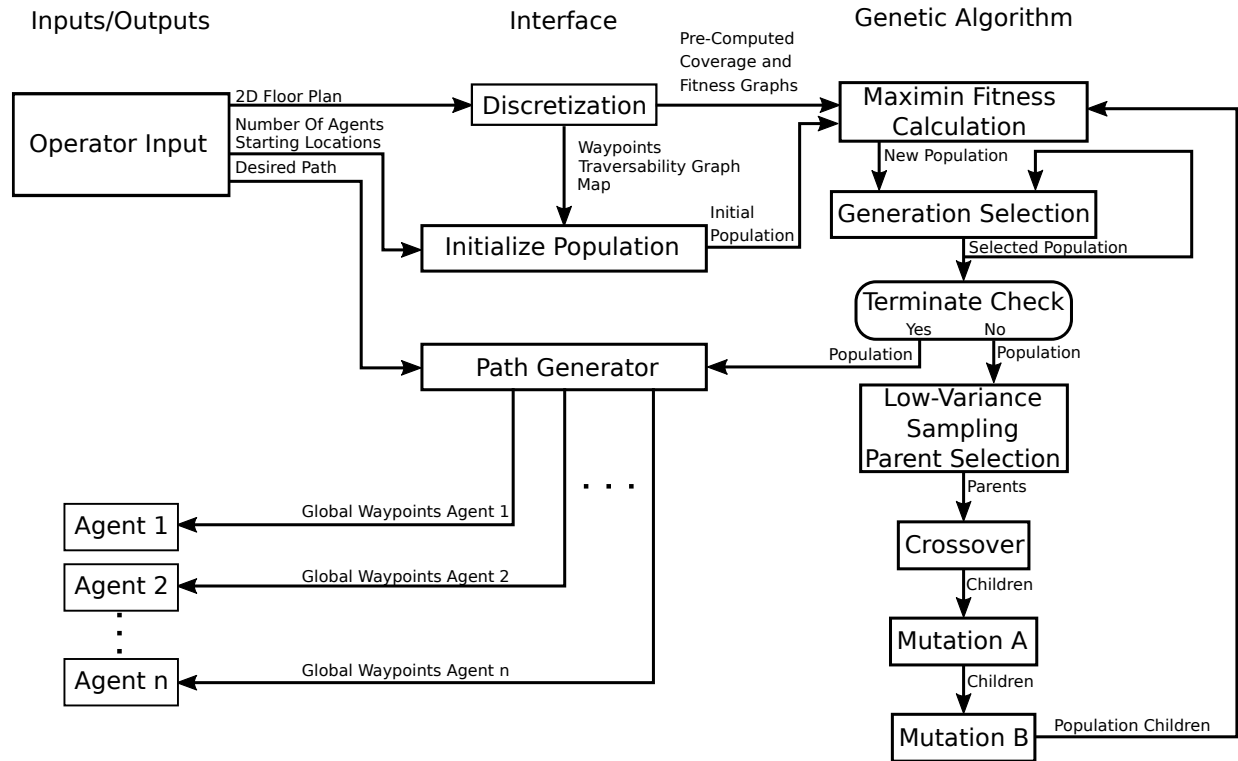 Inputs/Outputs
Interface
Genetic Algorithm
Pre-Computed
Coverage and
Fitness Graphs
2D Floor Plan
Discretization
Maximin Fitness
Calculation
Operator Input
Number Of Agents
Starting Locations
Desired Path
Waypoints
Traversability Graph
Map
New Population
Initial
Population
Generation Selection
Initialize Population
Selected Population
Terminate Check
Yes
No
Population
Population
Path Generator
Low-Variance
Sampling
Parent Selection
. . .
Parents
Global Waypoints Agent 1
Agent 1
Crossover
Global Waypoints Agent 2
Agent 2
Children
Mutation A
Global Waypoints Agent n
Agent n
Children
Mutation B
Population Children